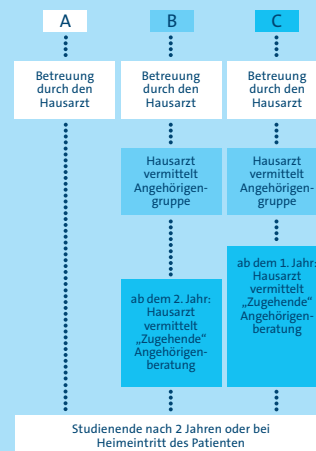 A
B
C
Betreuung
durch den
Hausarzt
Betreuung
durch den
Hausarzt
Betreuung
durch den
Hausarzt
Hausarzt
vermittelt
Angehörigen-
gruppe
Hausarzt
vermittelt
Angehörigen-
gruppe
ab dem 2. Jahr:
Hausarzt
vermittelt
„Zugehende“
Angehörigen-
beratung
ab dem 1. Jahr:
Hausarzt
vermittelt
„Zugehende“
Angehörigen-
beratung
Studienende nach 2 Jahren oder bei
Heimeintritt des Patienten